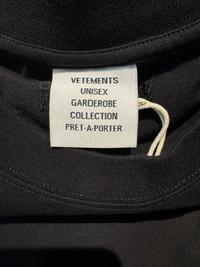 VETEMENTS
UNISEX
GARDEROBE
COLLECTION
PRET-A-PORTER